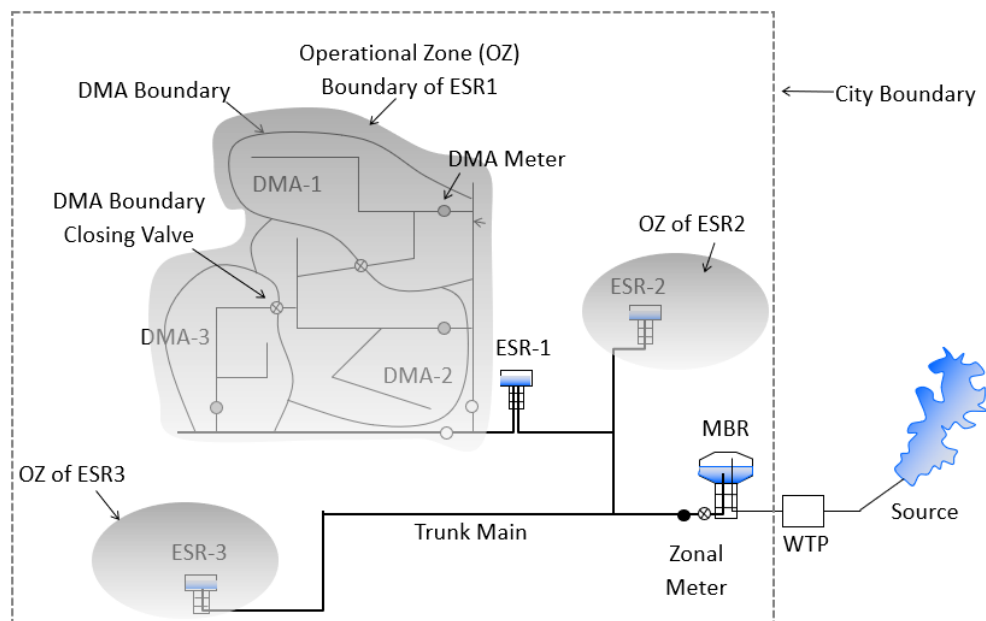 Operational Zone (OZ)
Boundary of ESR1
DMA Boundary
City Boundary
DMA Meter
DMA-1
DMA Boundary
Closing Valve
OZ of ESR2
ESR-2
DMA-3
ESR-1
DMA-2
MBR
OZ of ESR3
Source
Trunk Main
WTP
ESR-3
Zonal
Meter